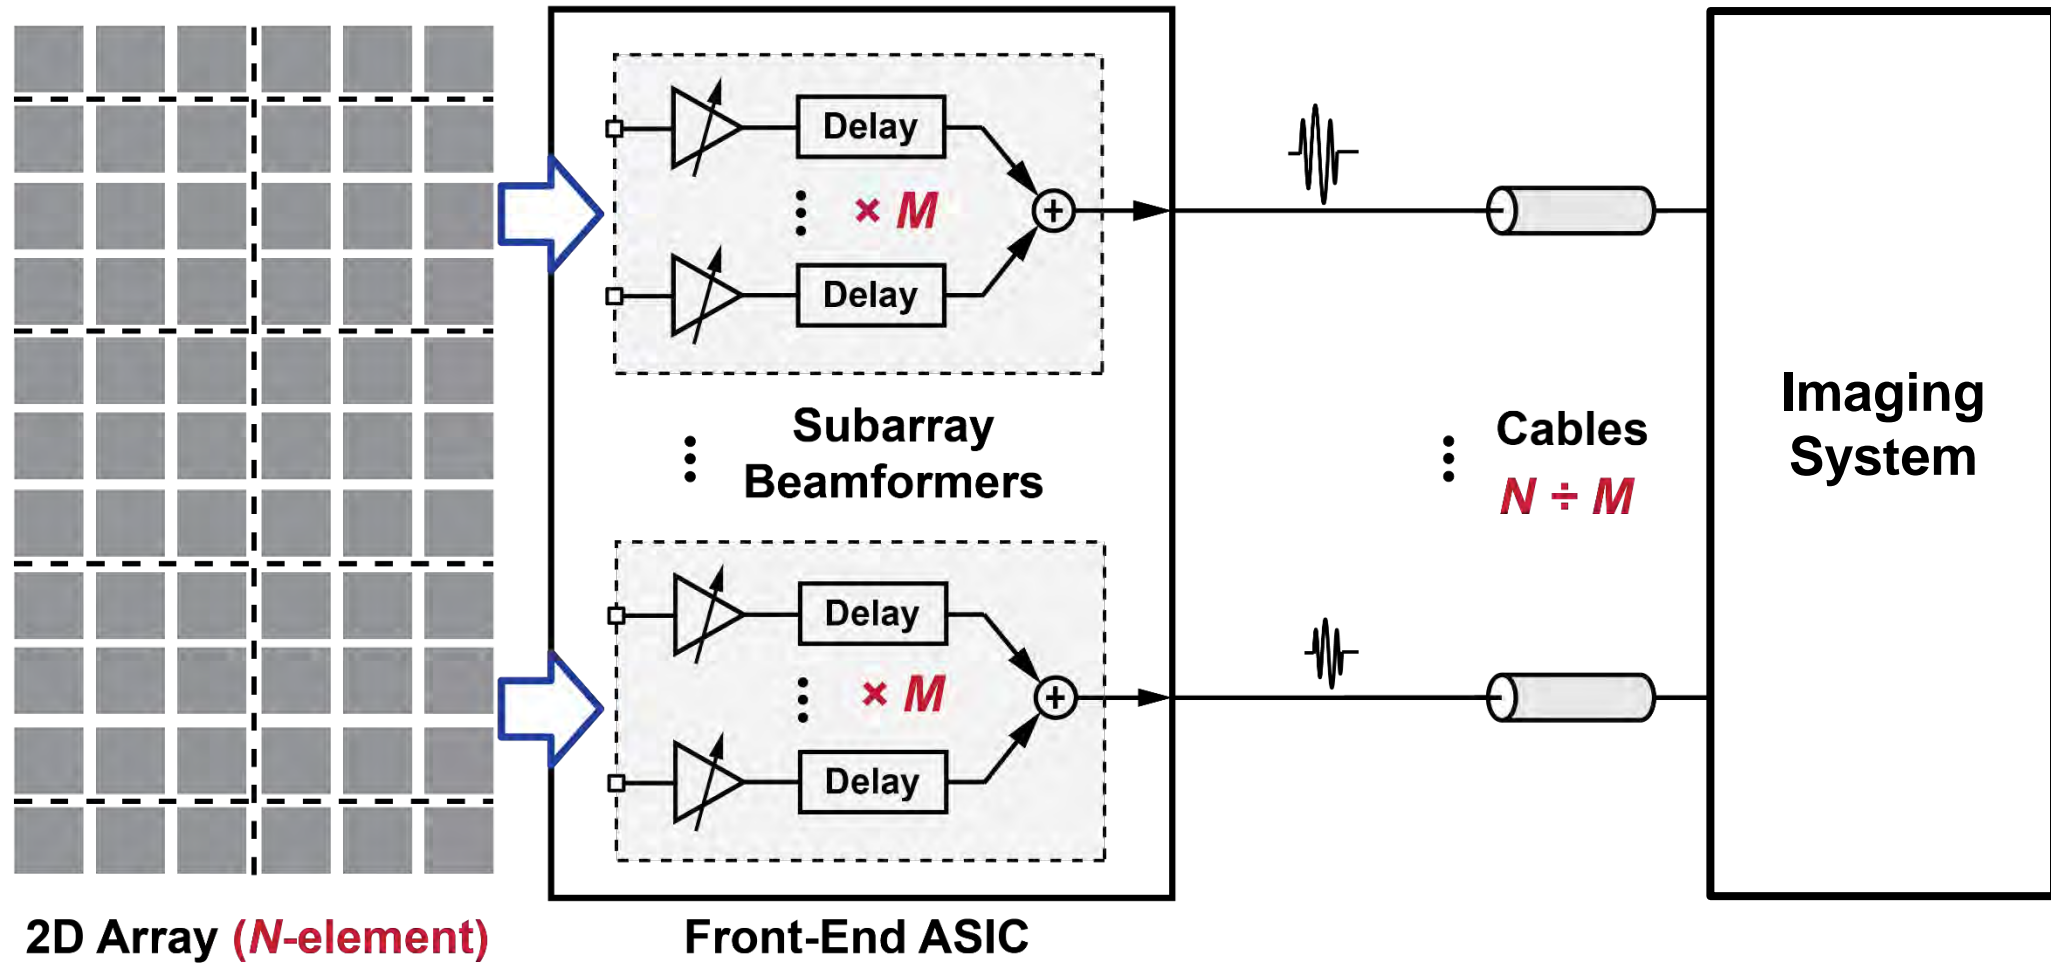 Delay
× M
Delay
Subarray
Beamformers
Delay
× M
Delay
Cables
N ÷ M
Imaging
System
2D Array (N-element)
Front-End ASIC